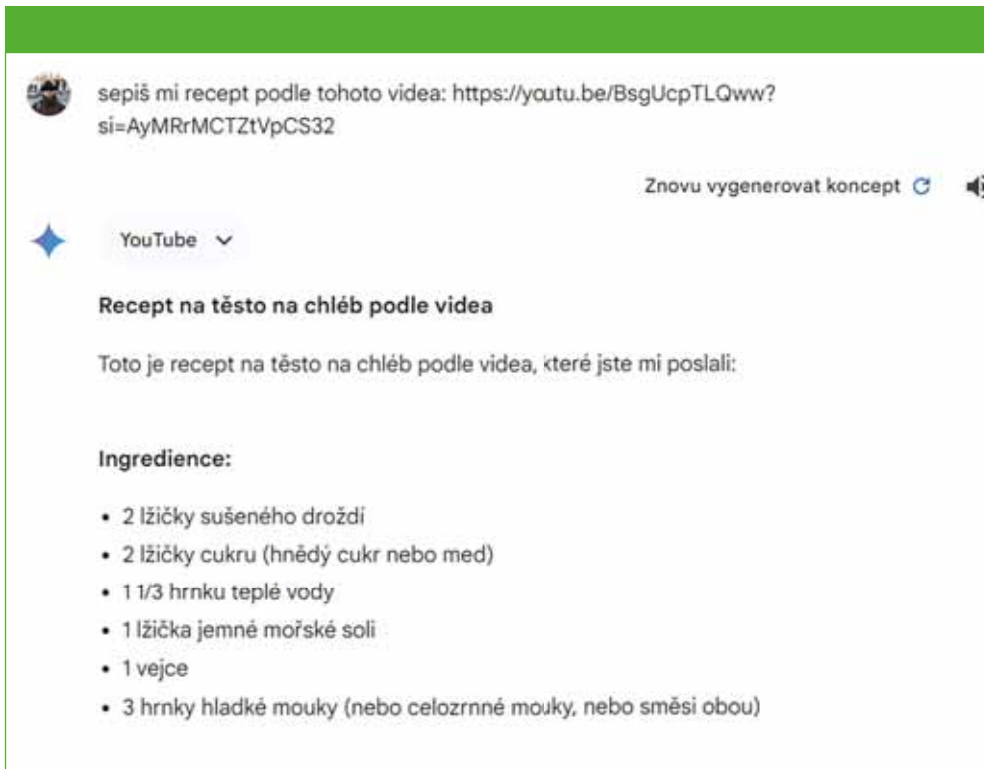 sepiš mi recept podle tohoto videa: https://youtu.be/BsgUcpTLQww?
si=AyMRrMCTZtVpCS32
Znovu vygenerovat koncept
YouTube
Recept na těsto na chléb podle videa
Toto je recept na těsto na chléb podle videa, které jste mi poslali:
Ingredience:
• 2 lžičky sušeného droždí
• 2 lžičky cukru (hnědý cukr nebo med)
• 1 1/3 hrnku teplé vody
• 1 lžička jemné mořské soli
• 1 vejce
• 3 hrnky hladké mouky (nebo celozrnné mouky, nebo směsi obou)